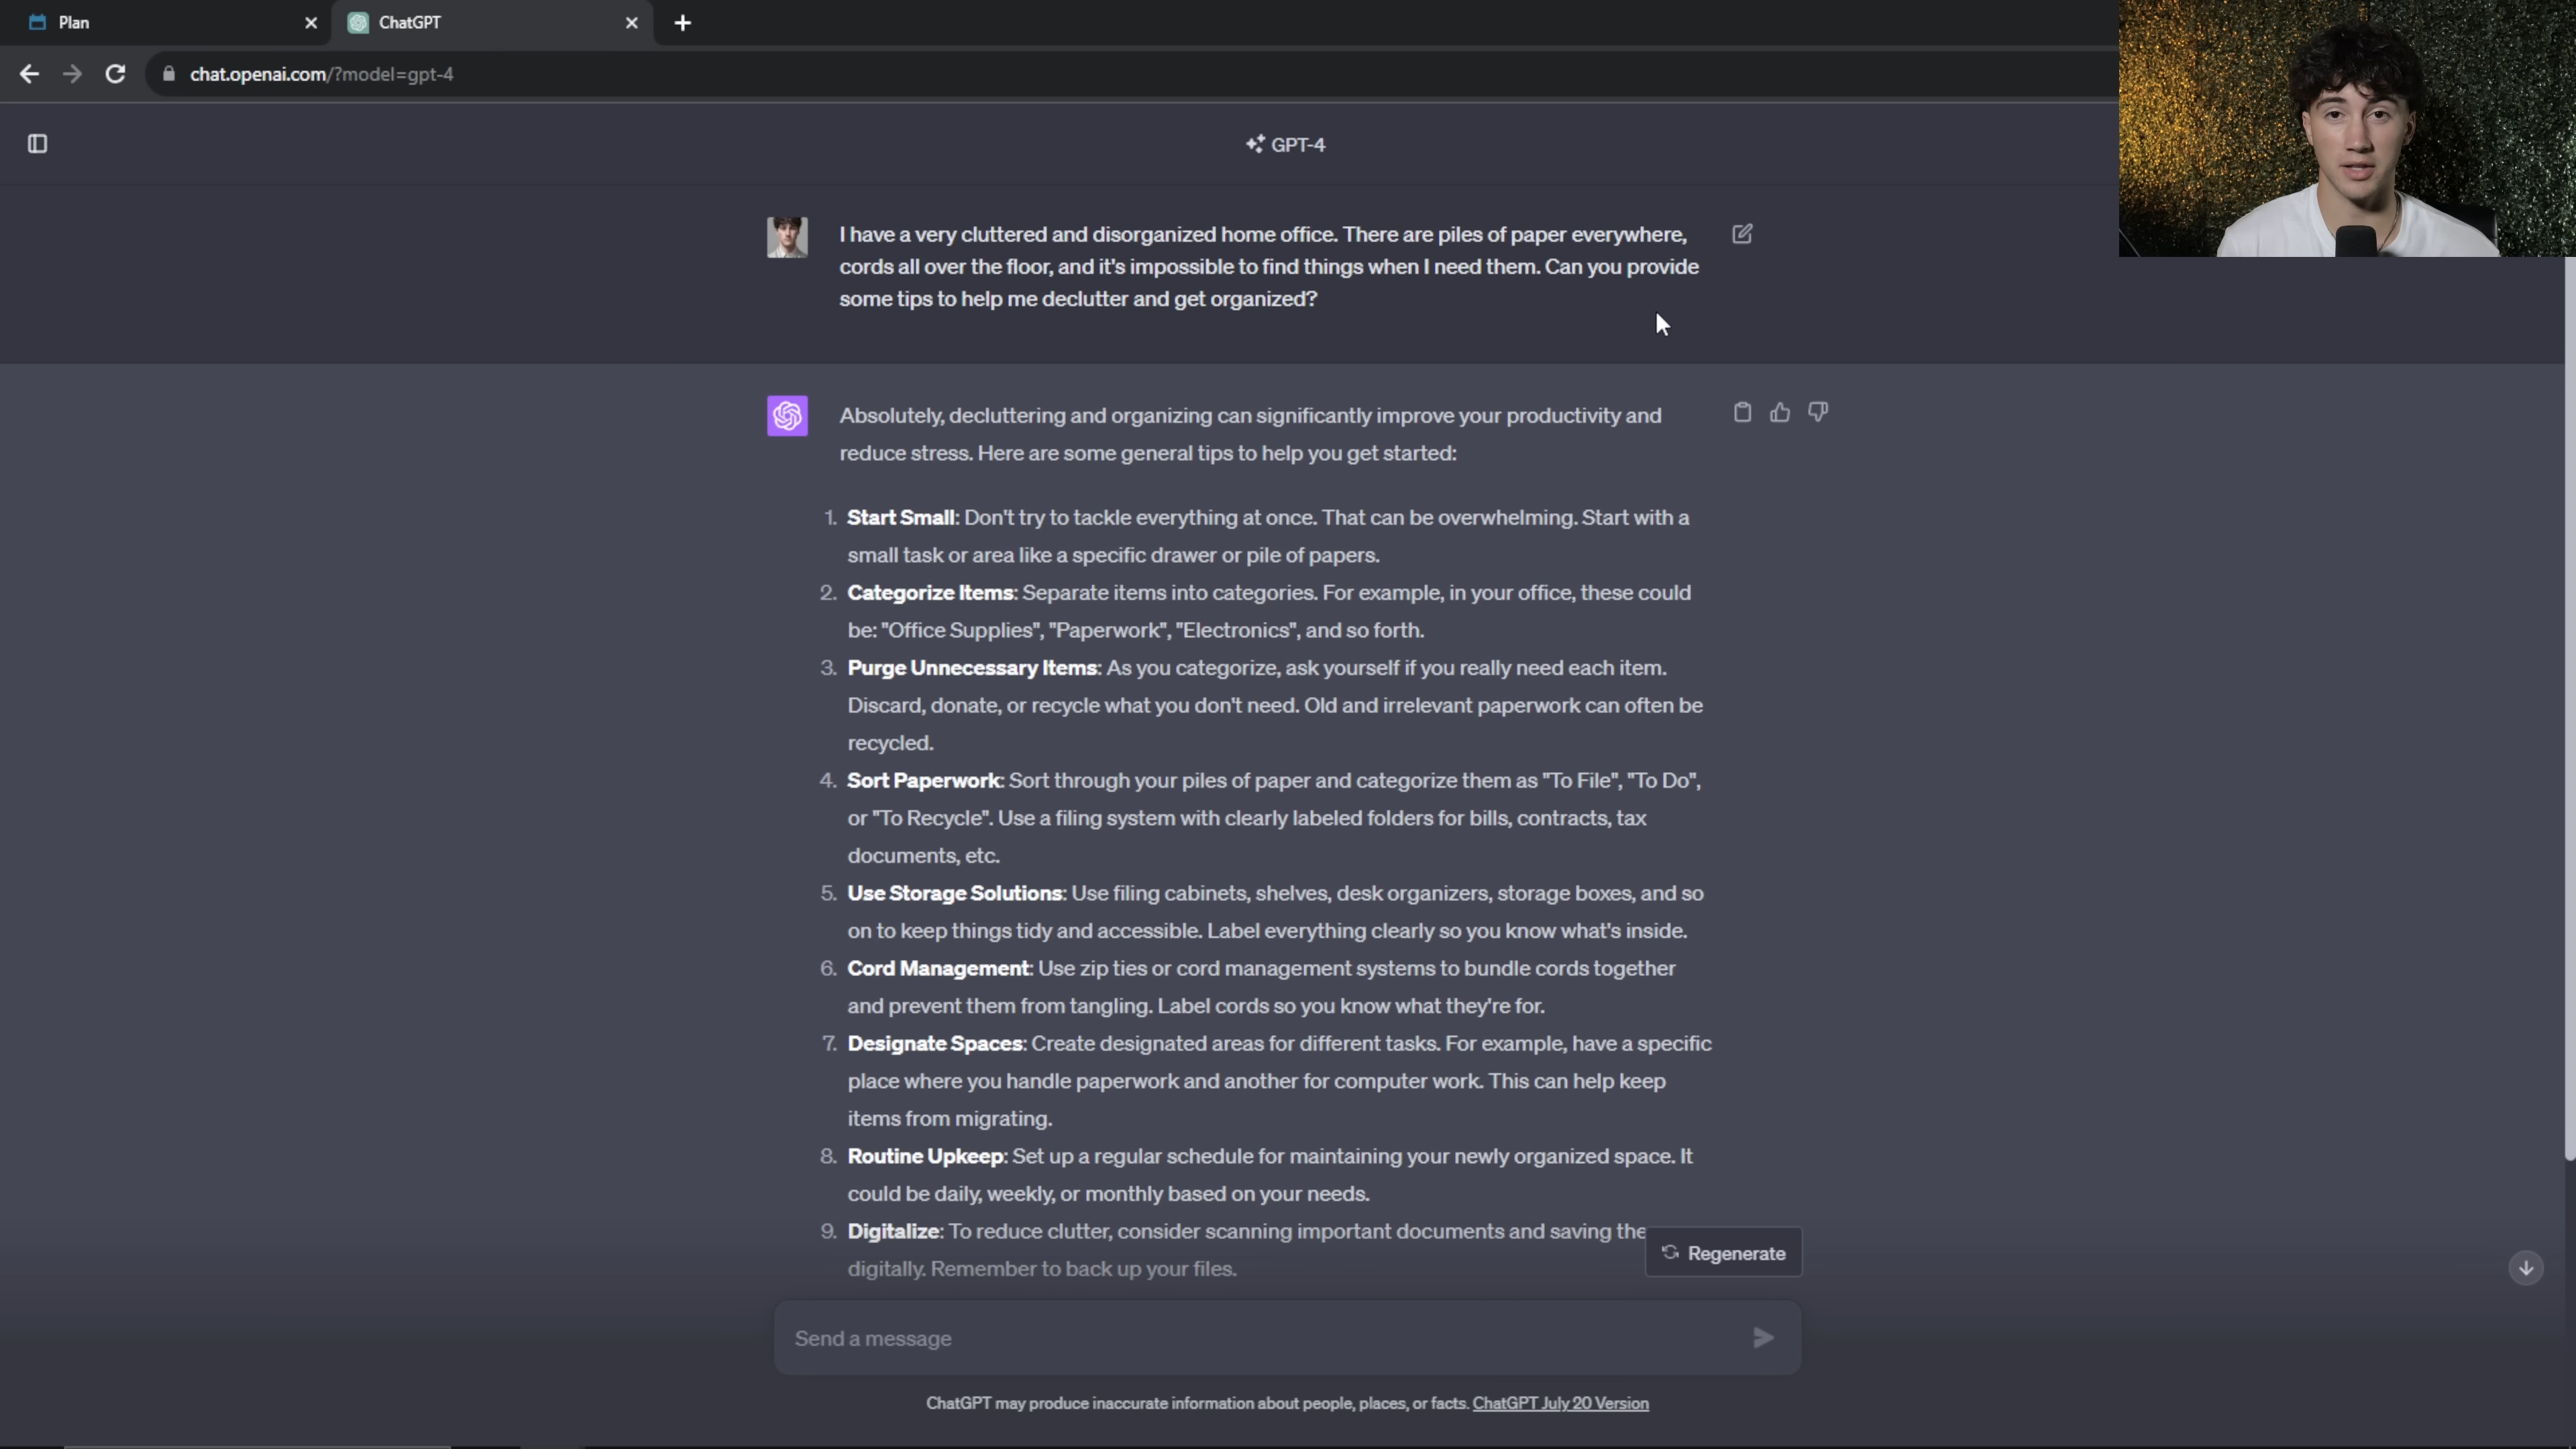 Plan
ChatGPT
chat.openai.com/?model=gpt-4
GPT-4
I have a very cluttered and disorganized home office. There are piles of paper everywhere,
cords all over the floor, and it's impossible to find things when I need them. Can you provide
some tips to help me declutter and get organized?
Absolutely, decluttering and organizing can significantly improve your productivity and
reduce stress. Here are some general tips to help you get started:
1. Start Small: Don't try to tackle everything at once. That can be overwhelming. Start with a
small task or area like a specific drawer or pile of papers.
2. Categorize Items: Separate items into categories. For example, in your office, these could
be: "Office Supplies", "Paperwork", "Electronics", and so forth.
3. Purge Unnecessary Items: As you categorize, ask yourself if you really need each item.
Discard, donate, or recycle what you don't need. Old and irrelevant paperwork can often be
recycled.
4. Sort Paperwork: Sort through your piles of paper and categorize them as "To File", "To Do",
or "To Recycle". Use a filing system with clearly labeled folders for bills, contracts, tax
documents, etc.
5. Use Storage Solutions: Use filing cabinets, shelves, desk organizers, storage boxes, and so
on to keep things tidy and accessible. Label everything clearly so you know what's inside.
6. Cord Management: Use zip ties or cord management systems to bundle cords together
and prevent them from tangling. Label cords so you know what they're for.
7. Designate Spaces: Create designated areas for different tasks. For example, have a specific
place where you handle paperwork and another for computer work. This can help keep
items from migrating.
8. Routine Upkeep: Set up a regular schedule for maintaining your newly organized space. It
could be daily, weekly, or monthly based on your needs.
9. Digitalize: To reduce clutter, consider scanning important documents and saving the
digitally. Remember to back up your files.
Regenerate
Send a message
ChatGPT may produce inaccurate information about people, places, or facts. ChatGPT July 20 Version